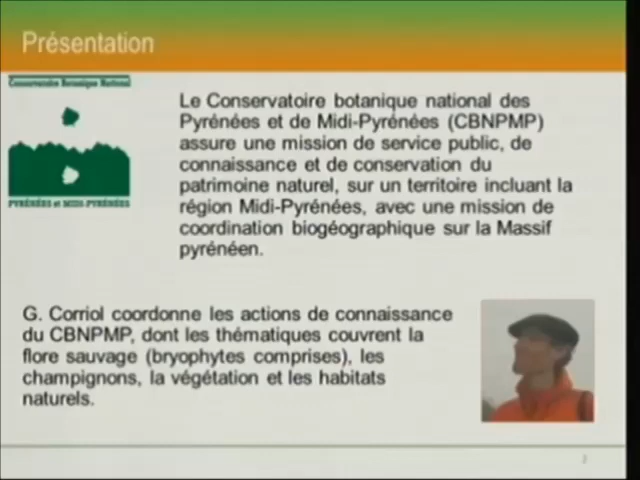 Présentation
Conservatoire Botanique National
PYRÉNÉES et MIDI-PYRÉNÉES
Le Conservatoire botanique national des
Pyrénées et de Midi-Pyrénées (CBNPMP)
assure une mission de service public, de
connaissance et de conservation du
patrimoine naturel, sur un territoire incluant la
région Midi-Pyrénées, avec une mission de
coordination biogéographique sur la Massif
pyrénéen.
G. Corriol coordonne les actions de connaissance
du CBNPMP, dont les thématiques couvrent la
flore sauvage (bryophytes comprises), les
champignons, la végétation et les habitats
naturels.
2